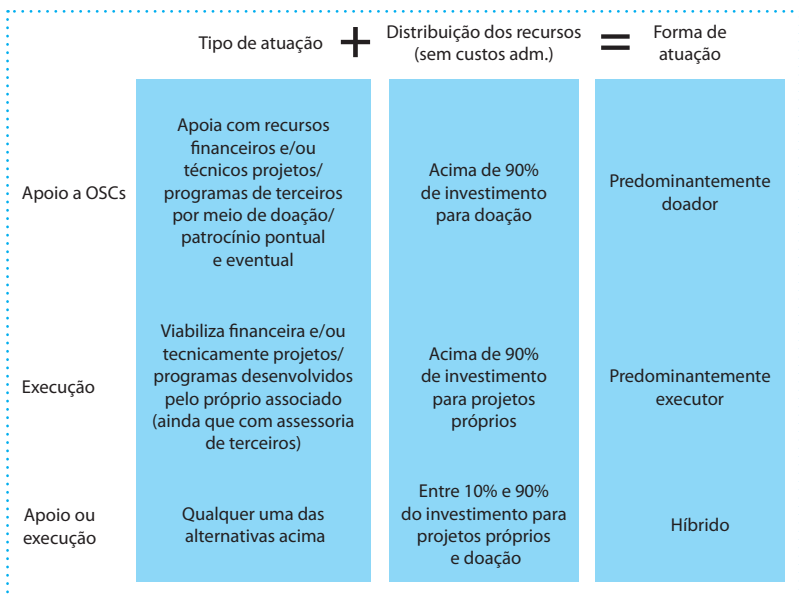 Tipo de atuação + Distribuição dos recursos (sem custos adm.) = Forma de atuação
Apoio a OSCs
Apoia com recursos
financeiros e/ou
técnicos projetos/
programas de terceiros
por meio de doação/
patrocínio pontual
e eventual
Acima de 90%
de investimento
para doação
Predominantemente
doador
Execução
Viabiliza financeira e/ou
tecnicamente projetos/
programas desenvolvidos
pelo próprio associado
(ainda que com assessoria
de terceiros)
Acima de 90%
de investimento
para projetos
próprios
Predominantemente
executor
Apoio ou
execução
Qualquer uma das
alternativas acima
Entre 10% e 90%
do investimento para
projetos próprios
e doação
Híbrido